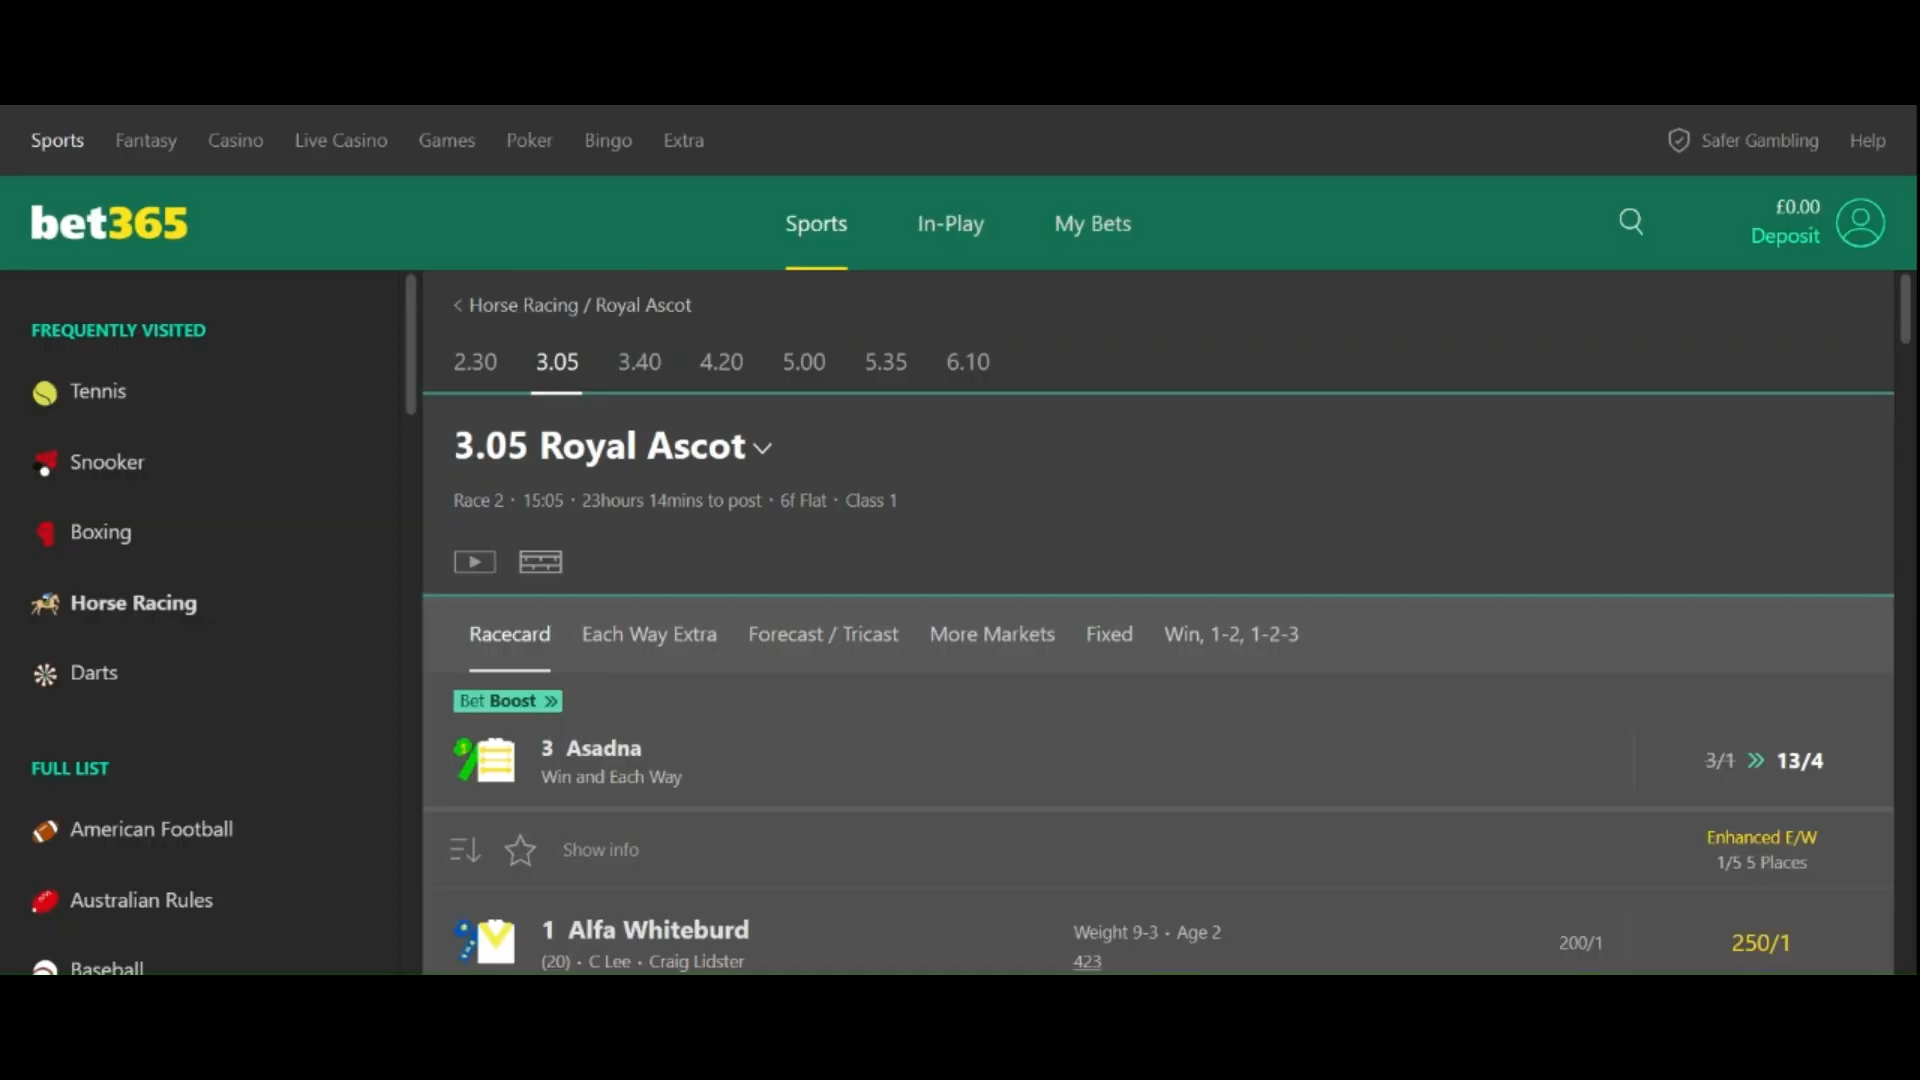 Sports Fantasy Casino Live Casino Games Poker Bingo Extra Safer Gambling Help
bet365 Sports In-Play My Bets £0.00
Deposit
FREQUENTLY VISITED
Tennis
Snooker
Boxing
Horse Racing
Darts
FULL LIST
American Football
Australian Rules
Baseball
< Horse Racing / Royal Ascot
2.30 3.05 3.40 4.20 5.00 5.35 6.10
3.05 Royal Ascot
Race 2 · 15:05 · 23hours 14mins to post · 6f Flat · Class 1
Racecard Each Way Extra Forecast / Tricast More Markets Fixed Win, 1-2, 1-2-3
Bet Boost »
3 Asadna
Win and Each Way
3/1 » 13/4
Show info
Enhanced E/W
1/5 5 Places
1 Alfa Whiteburd
(20) · C Lee · Craig Lidster
Weight 9-3 · Age 2
423
200/1 250/1